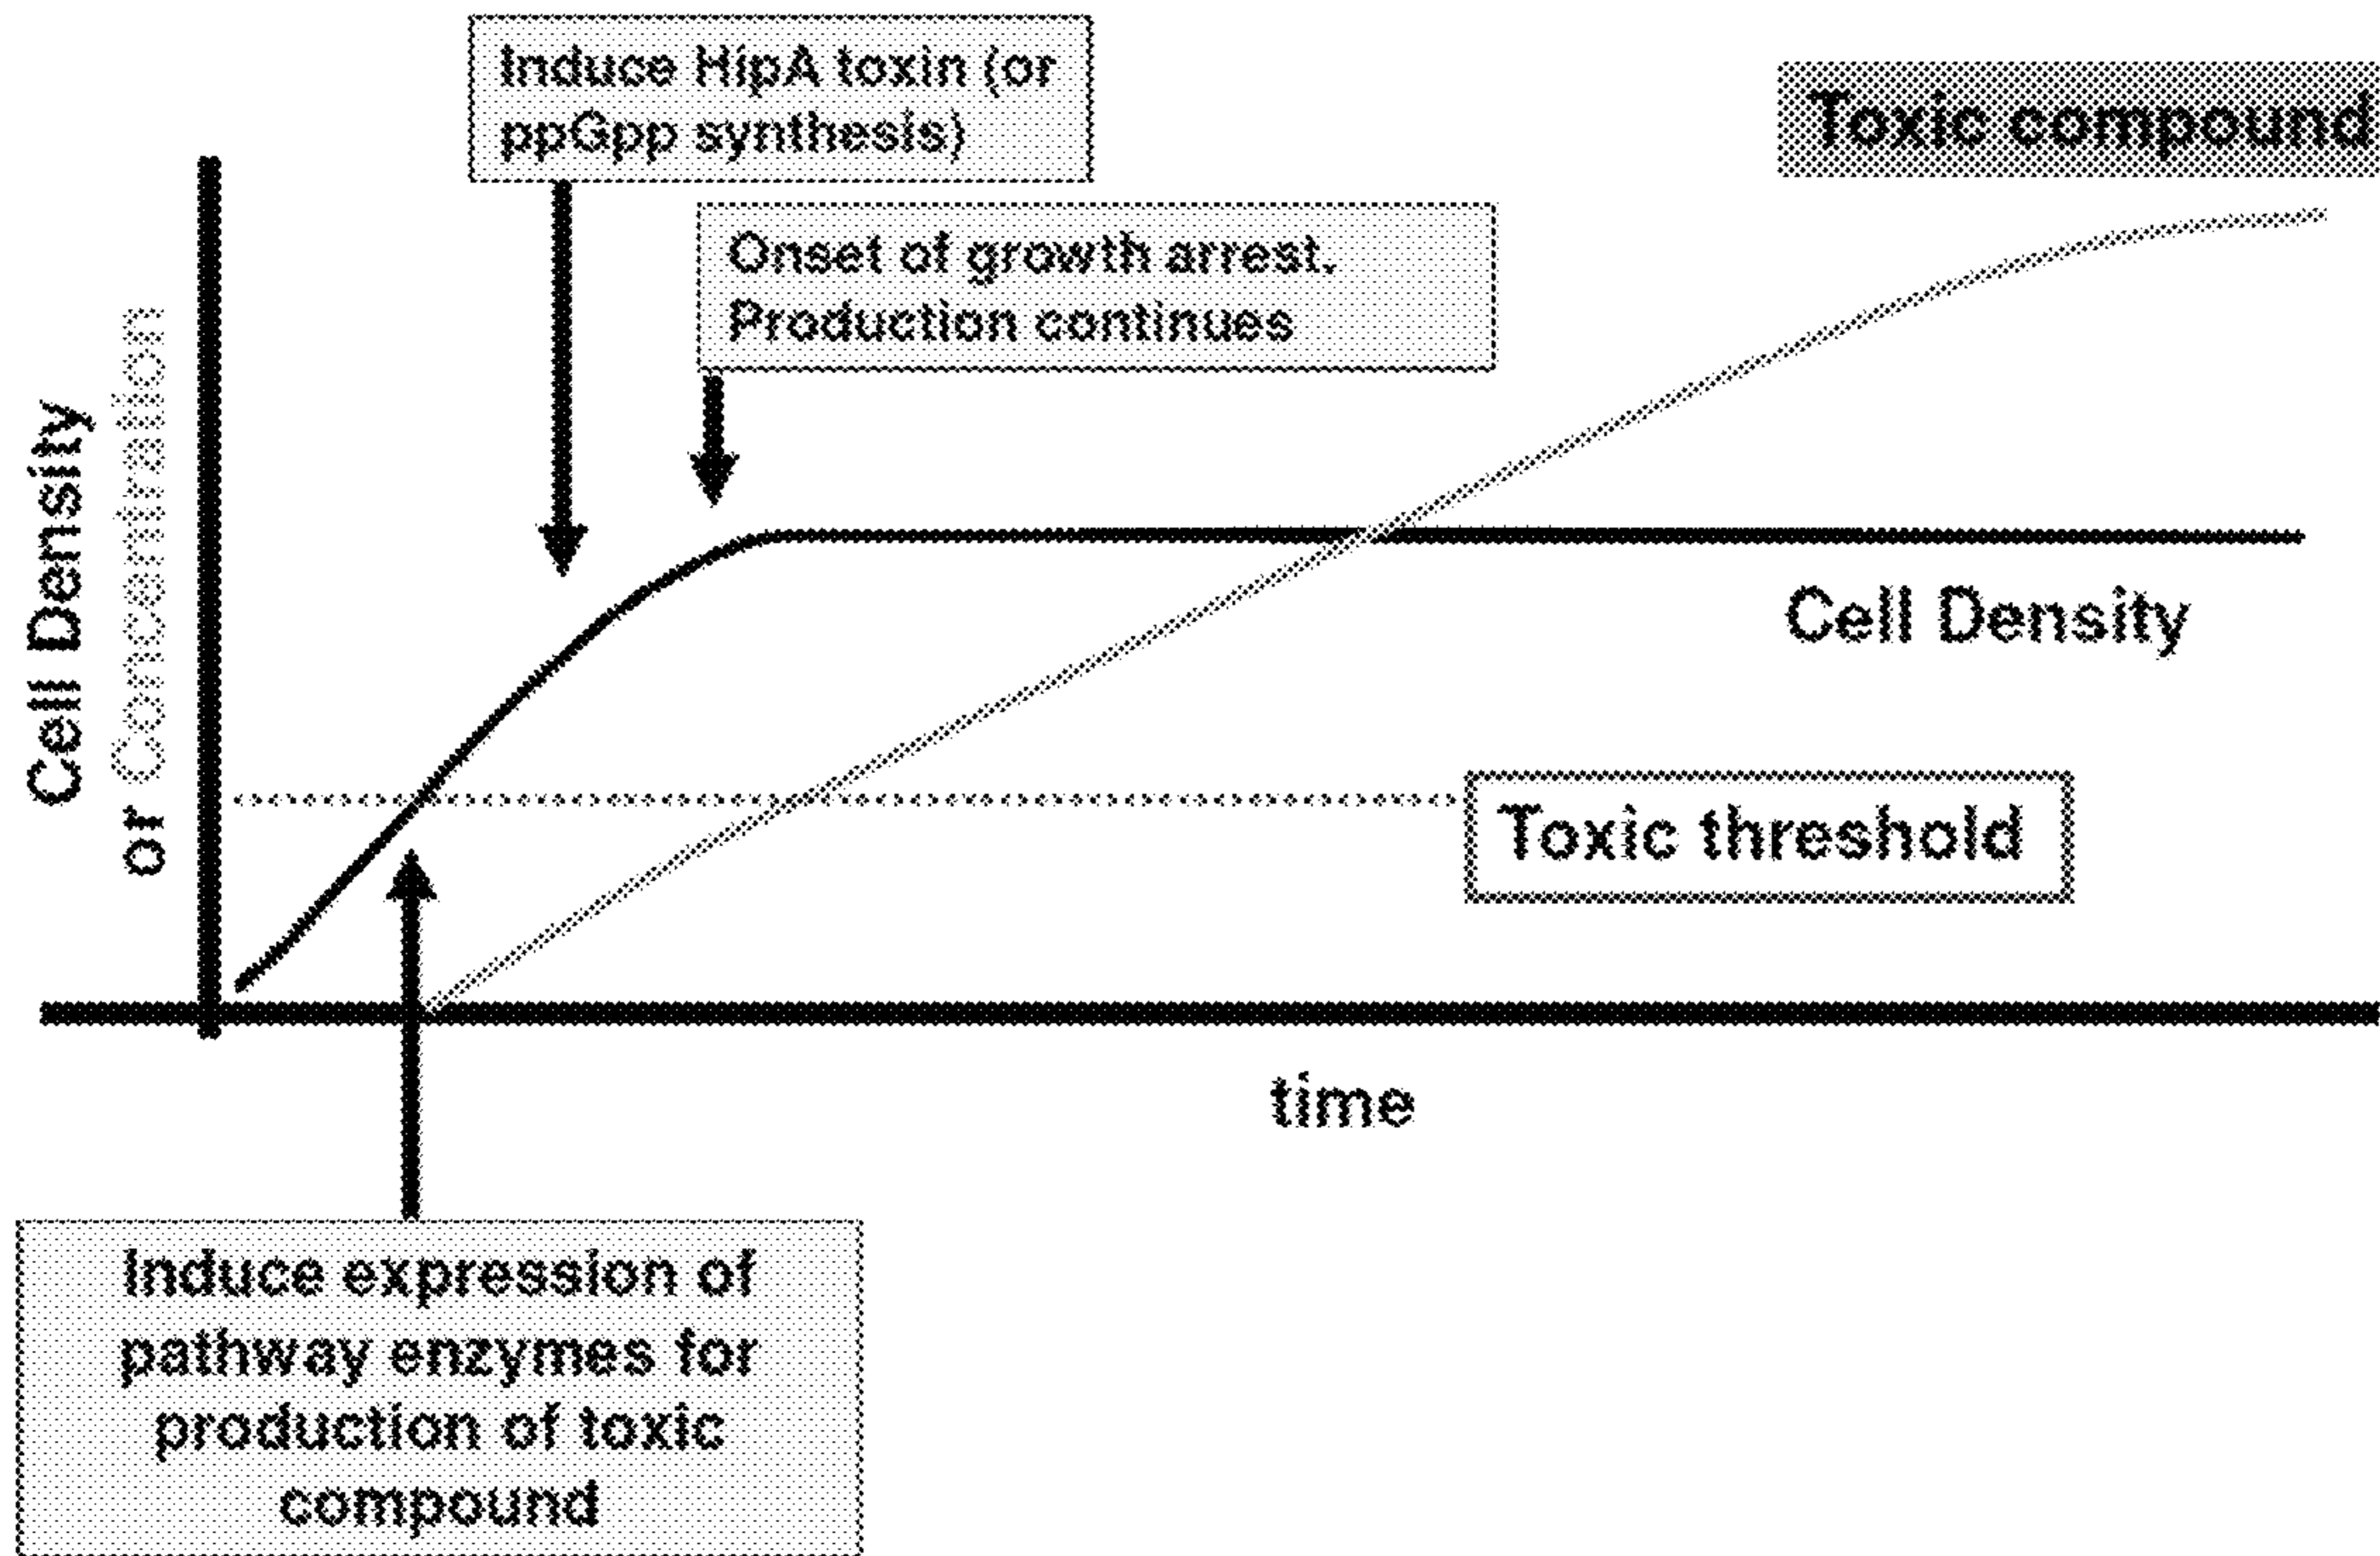 Induce HipA toxin (or
ppGpp synthesis)
Toxic compound
Onset of growth arrest.
Production continues
Cell Density
or Concentration
Cell Density
Toxic threshold
time
Induce expression of
pathway enzymes for
production of toxic
compound